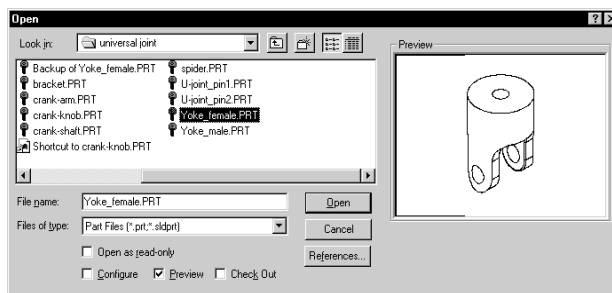 Open
Look in: universal joint
Preview
Backup of Yoke_female.PRT
bracket.PRT
crank-arm.PRT
crank-knob.PRT
crank-shaft.PRT
Shortcut to crank-knob.PRT
spider.PRT
U-joint_pin1.PRT
U-joint_pin2.PRT
Yoke_female.PRT
Yoke_male.PRT
File name: Yoke_female.PRT
Open
Files of type: Part Files (*.prt;*.sldprt)
Cancel
Open as read-only
References...
Configure Preview Check Out